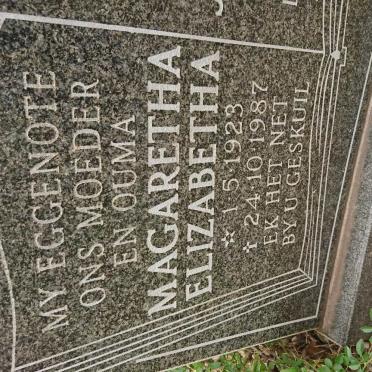 MY EGGENOTE
ONS MOEDER
EN OUMA
MAGARETHA
ELIZABETHA
☆ 1.5.1923
† 24.10.1987
EK HET NET
BY U GESKUIL